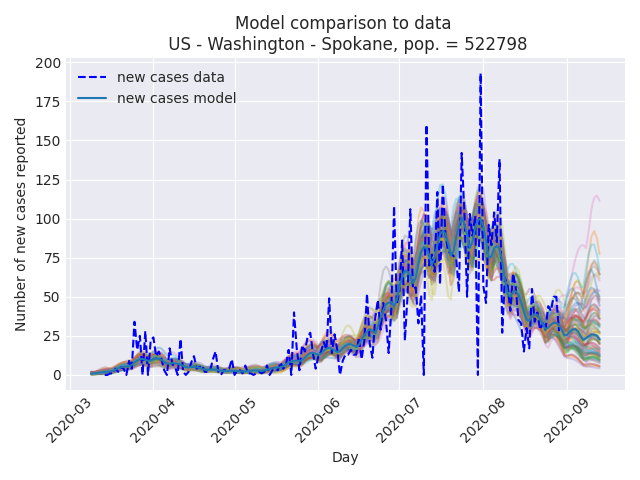 Model comparison to data
US - Washington - Spokane, pop. = 522798
new cases data
new cases model
Number of new cases reported
200
175
150
125
100
75
50
25
0
2020-03
2020-04
2020-05
2020-06
2020-07
2020-08
2020-09
Day